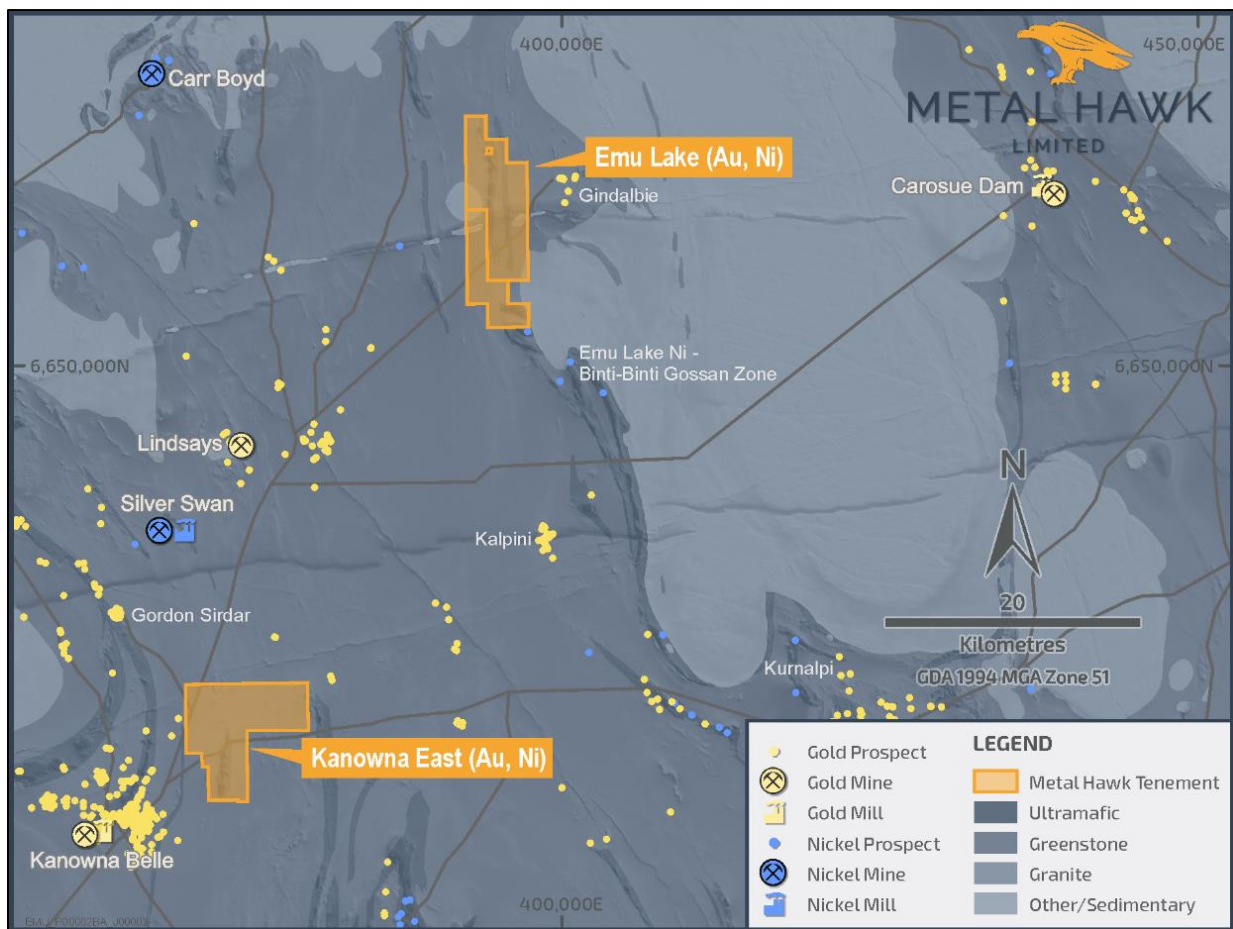 400,000E
450,000E
METAL HAWK
LIMITED
Carr Boyd
Emu Lake (Au, Ni)
Gindalbie
Carosue Dam
6,650,000N
Emu Lake Ni -
Binti-Binti Gossan Zone
6,650,000N
Lindsays
Silver Swan
N
Kalpini
20
Kilometres
GDA 1994 MGA Zone 51
Gordon Sirdar
Kurnalpi
Kanowna East (Au, Ni)
Kanowna Belle
400,000E
LEGEND
Gold Prospect
Gold Mine
Gold Mill
Nickel Prospect
Nickel Mine
Nickel Mill
Metal Hawk Tenement
Ultramafic
Greenstone
Granite
Other/Sedimentary